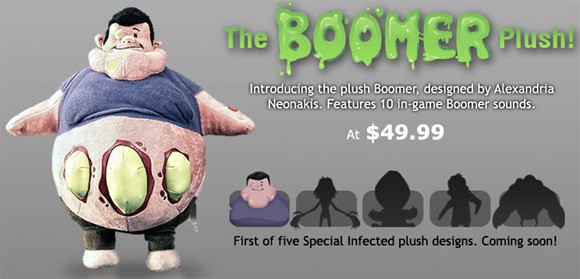 The BOOMER Plush!
Introducing the plush Boomer, designed by Alexandria
Neonakis. Features 10 in-game Boomer sounds.
At $49.99
First of five Special Infected plush designs. Coming soon!